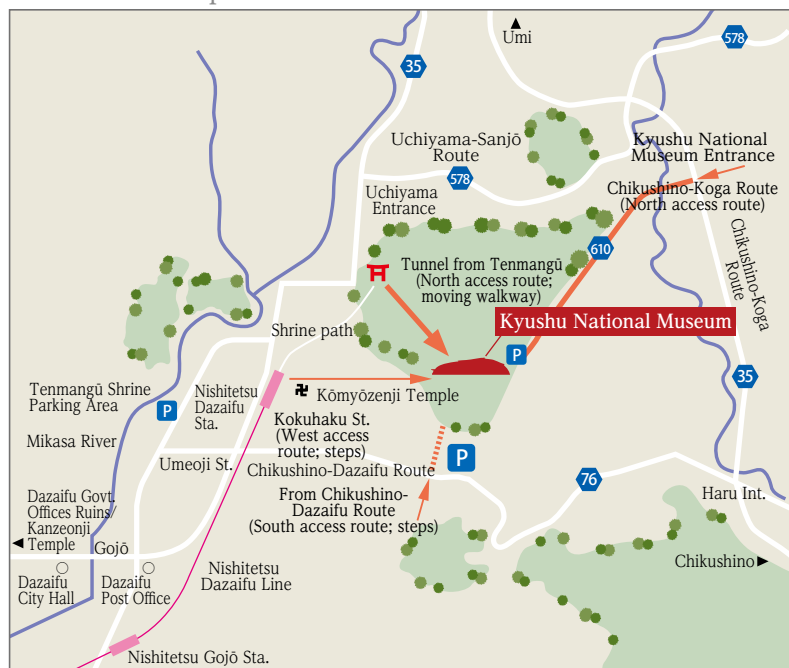 Umi
35
578
Uchiyama-Sanjō
Route
578
Kyushu National
Museum Entrance
Uchiyama
Entrance
Chikushino-Koga Route
(North access route)
610
Chikushino-Koga
Route
Tunnel from Tenmangū
(North access route;
moving walkway)
Kyushu National Museum
P
Shrine path
35
Tenmangū Shrine
Parking Area
P
Nishitetsu
Dazaifu
Sta.
Kōmyōzenji Temple
Mikasa River
Kokuhaku St.
(West access
route; steps)
Umeoji St.
Chikushino-Dazaifu Route
P
76
Haru Int.
Dazaifu Govt.
Offices Ruins/
Kanzeonji
Temple
From Chikushino-
Dazaifu Route
(South access route; steps)
Gojō
Chikushino
Dazaifu
City Hall
Dazaifu
Post Office
Nishitetsu
Dazaifu Line
Nishitetsu Gojō Sta.